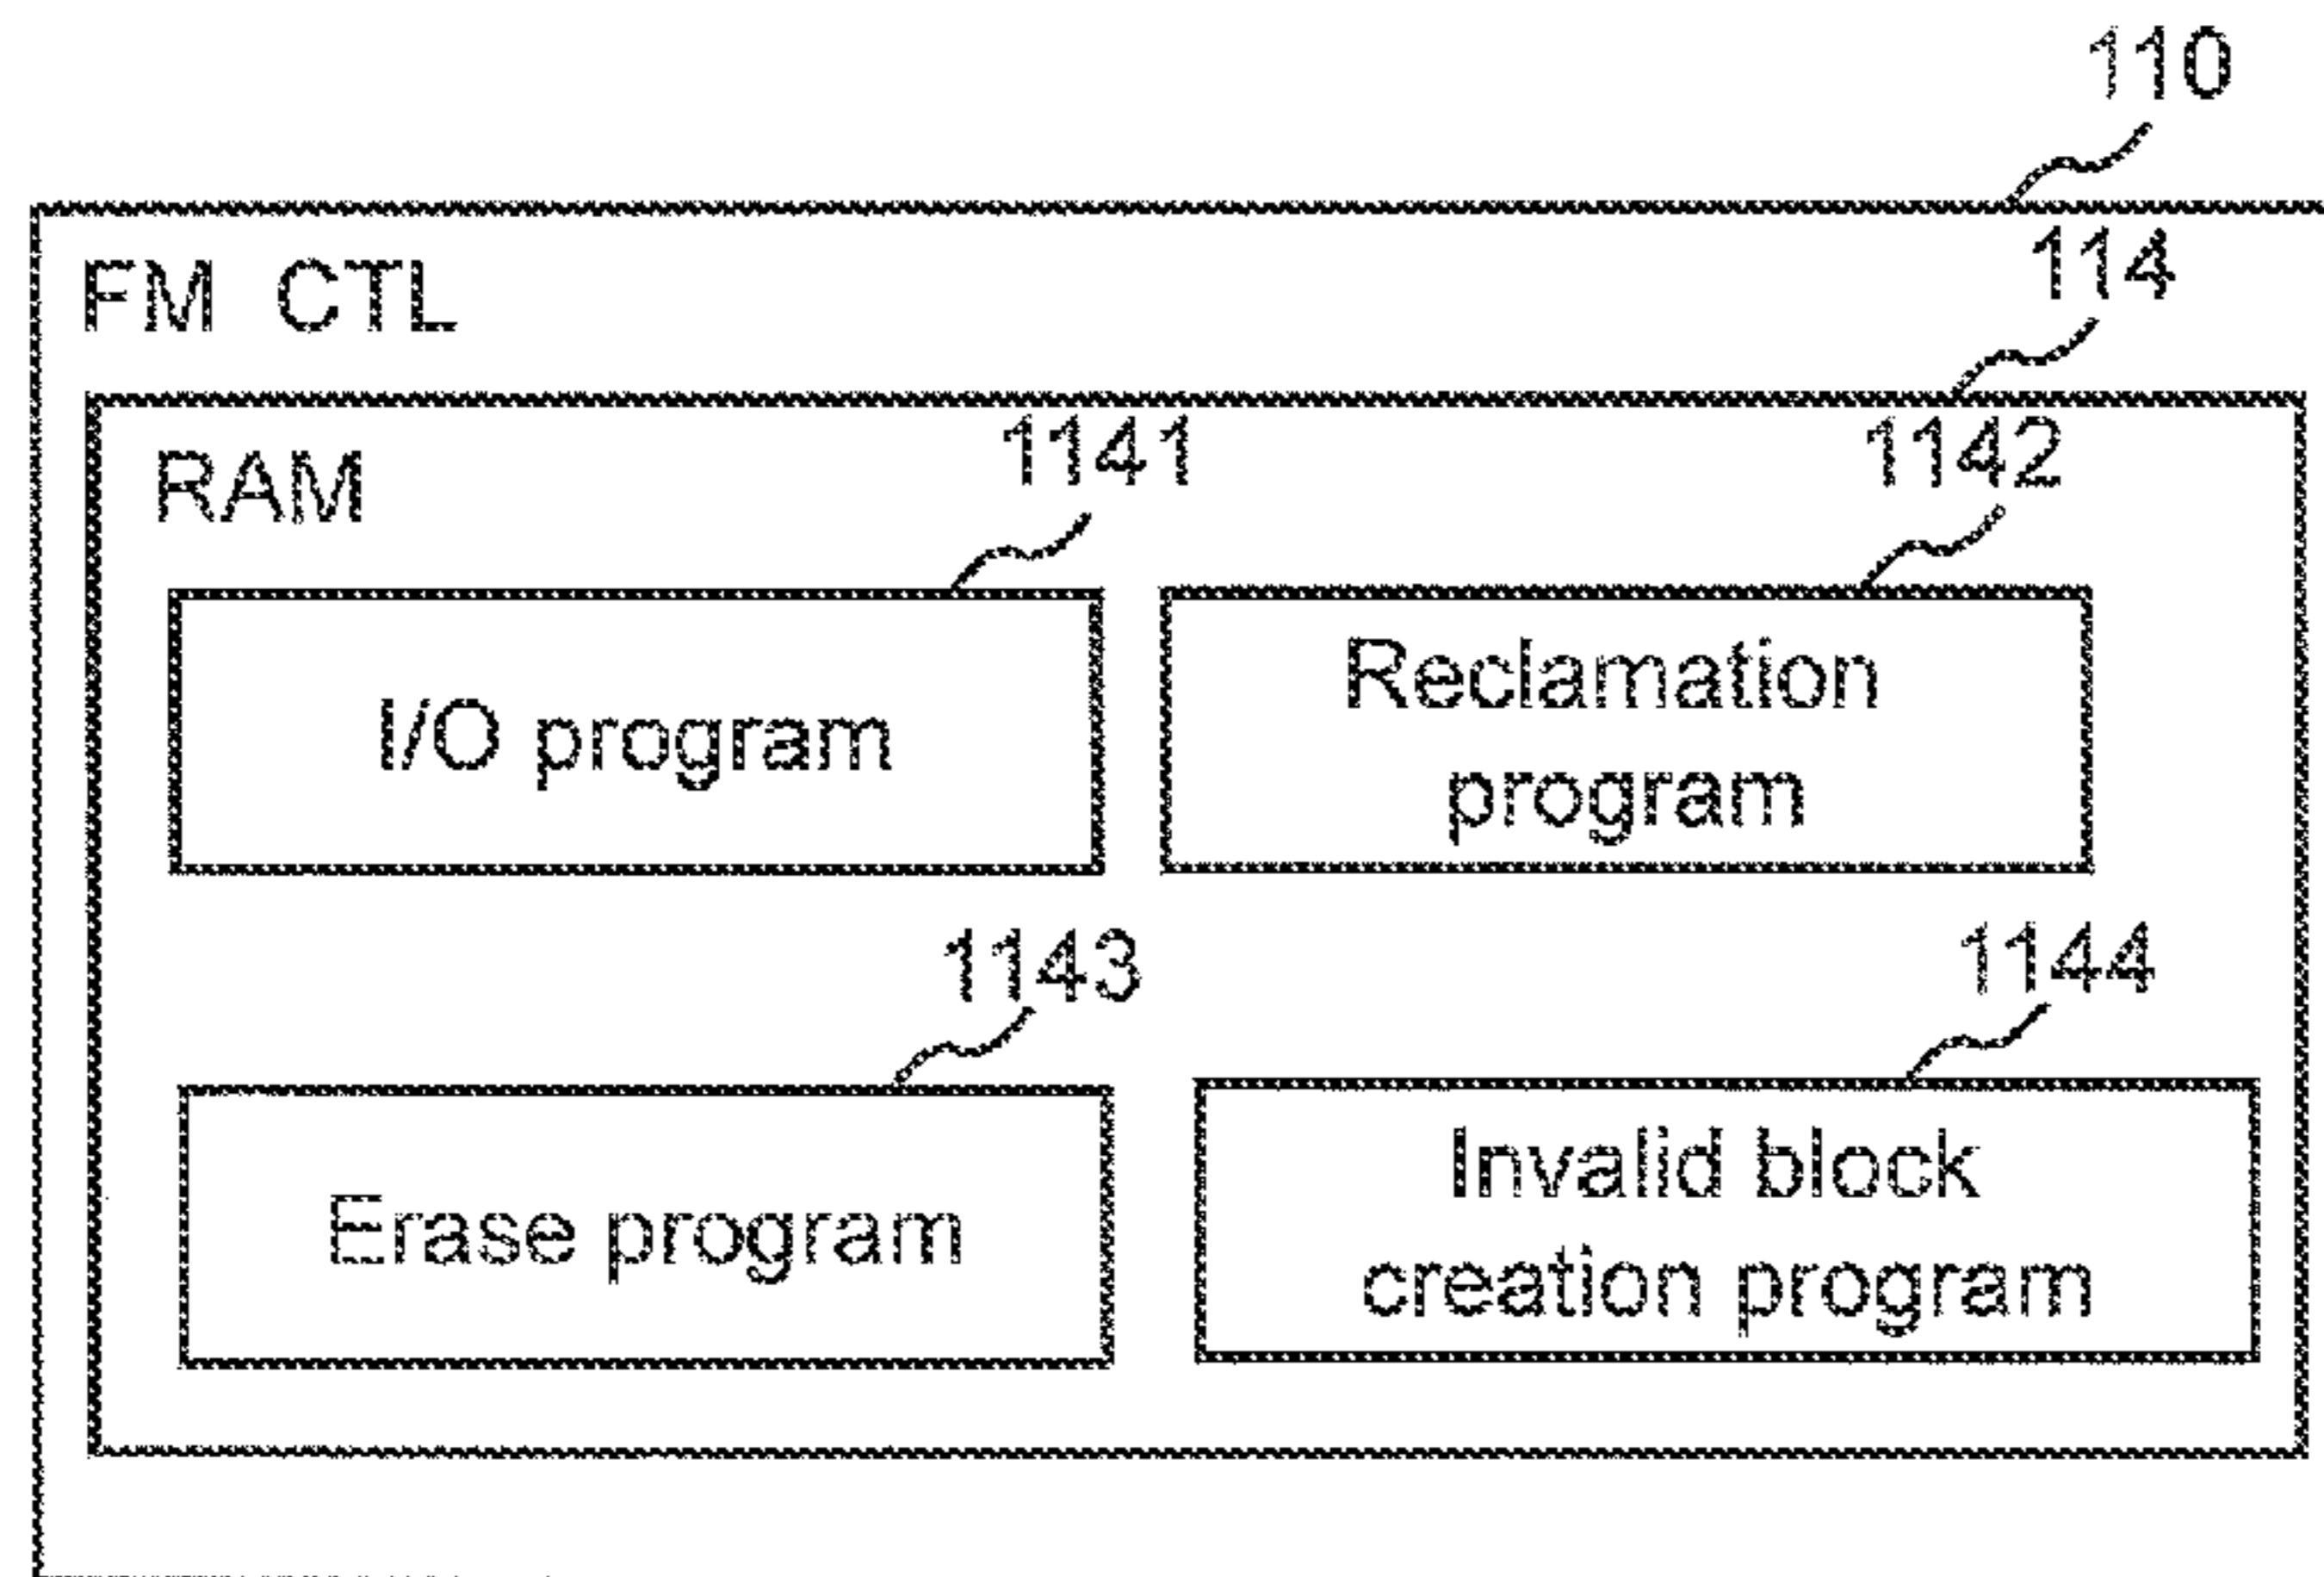 110
FM CTL
114
RAM
1141
1142
I/O program
Reclamation
program
1143
1144
Erase program
Invalid block
creation program